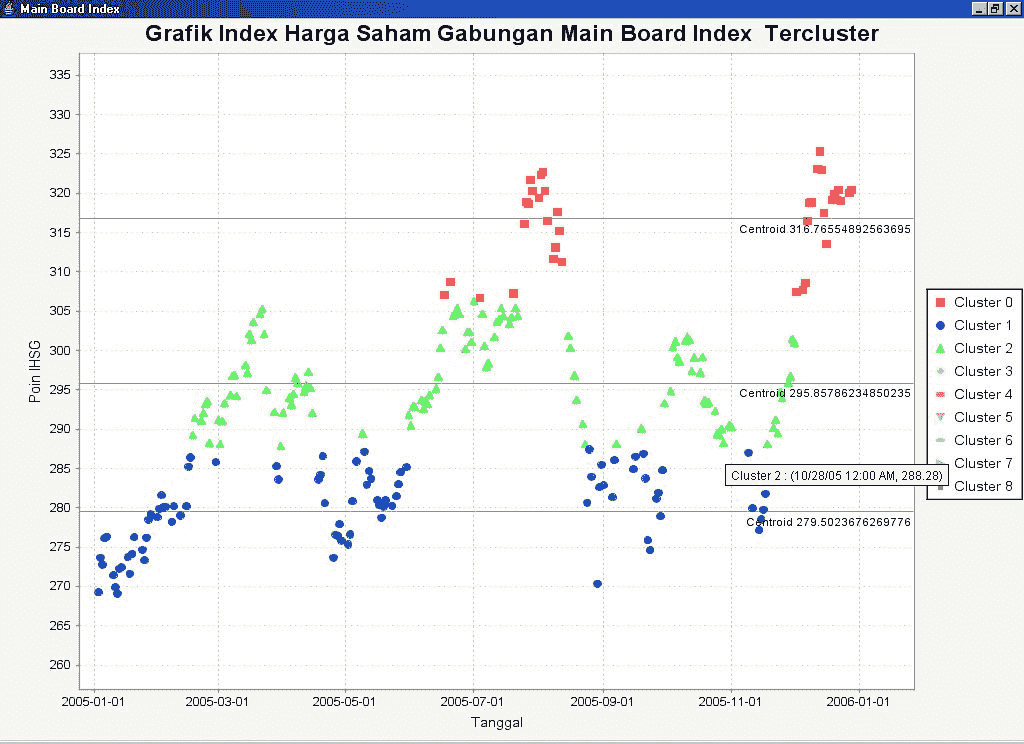 Main Board Index
Grafik Index Harga Saham Gabungan Main Board Index Tercluster
Poin IHSG
335
330
325
320
315
310
305
300
295
290
285
280
275
270
265
260
Centroid 316.76554892563695
Centroid 295.85786234850235
Cluster 2 : (10/28/05 12:00 AM, 288.28)
Centroid 279.5023676269776
Cluster 0
Cluster 1
Cluster 2
Cluster 3
Cluster 4
Cluster 5
Cluster 6
Cluster 7
Cluster 8
2005-01-01 2005-03-01 2005-05-01 2005-07-01 2005-09-01 2005-11-01 2006-01-01
Tanggal